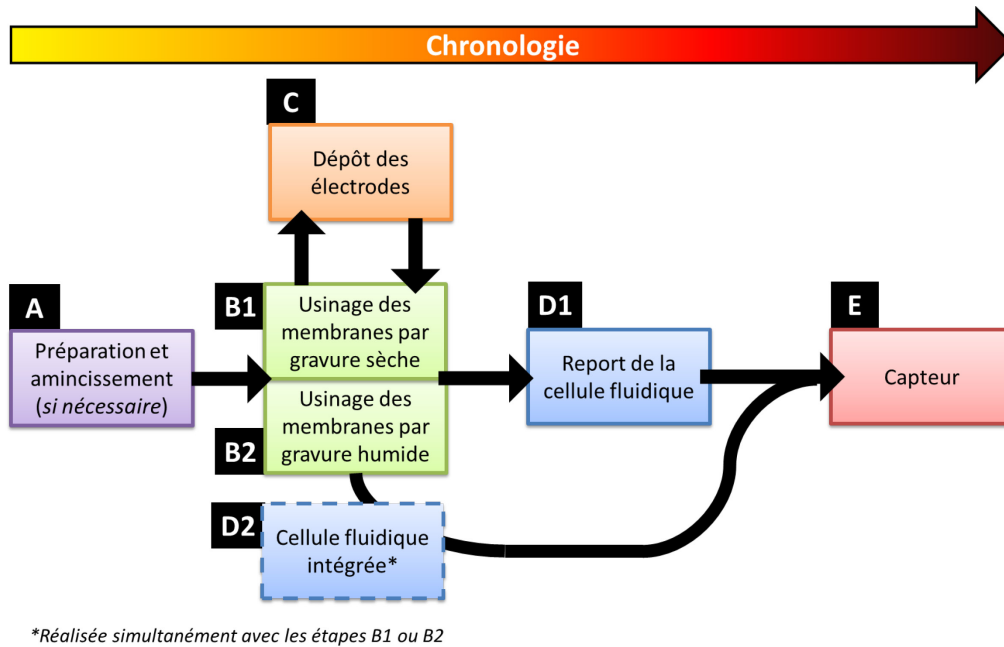 Chronologie
C
Dépôt des
électrodes
A
Préparation et
amincissement
(si nécessaire)
B1
Usinage des
membranes par
gravure sèche
Usinage des
membranes par
gravure humide
B2
D1
Report de la
cellule fluidique
E
Capteur
D2
Cellule fluidique
intégrée*
*Réalisée simultanément avec les étapes B1 ou B2